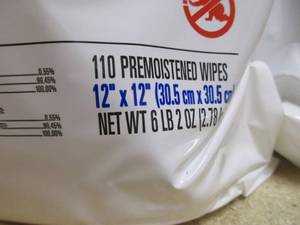 0.55%
99.45%
100.00%
0.55%
99.45%
100.00%
110 PREMOISTENED WIPES
12" x 12" (30.5 cm x 30.5 cm
NET WT 6 LB 2 OZ (2.78